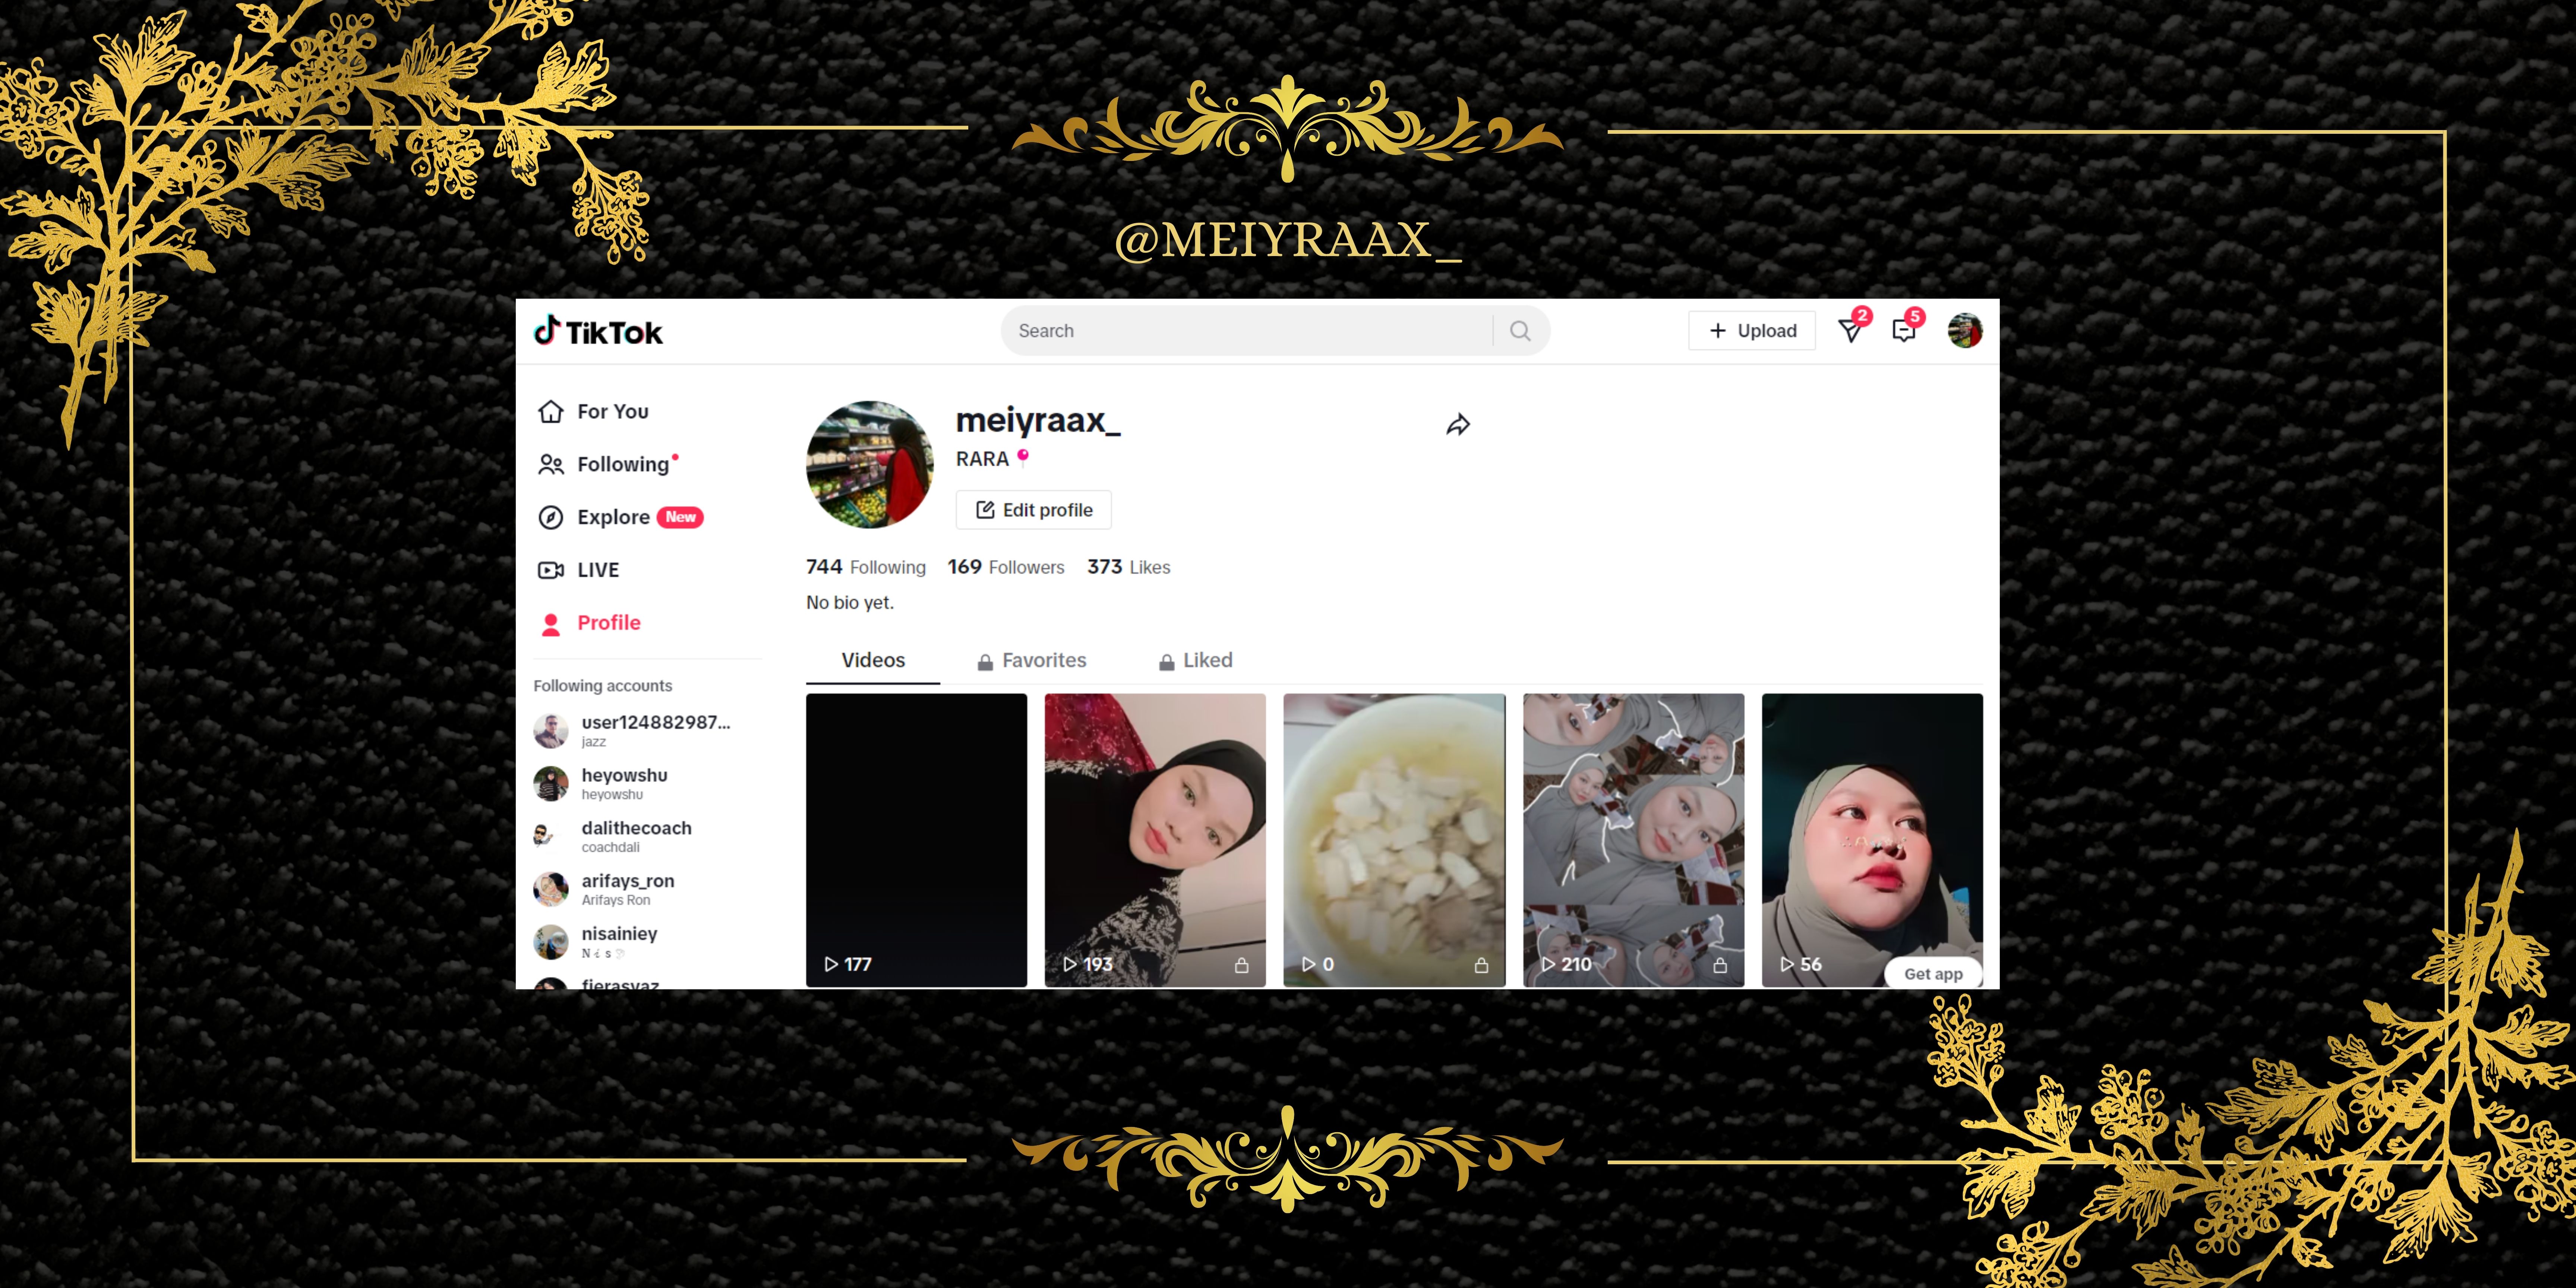 @MEIYRAAX_
TikTok
Search
Upload
2
5
For You
Following
Explore New
LIVE
Profile
Following accounts
user124882987...
jazz
heyowshu
heyowshu
dalithecoach
coachdali
arifays_ron
Arifays Ron
nisainiey
meiyraax_
RARA
Edit profile
744 Following 169 Followers 373 Likes
No bio yet.
Videos Favorites Liked
177
193
0
210
56
Get app